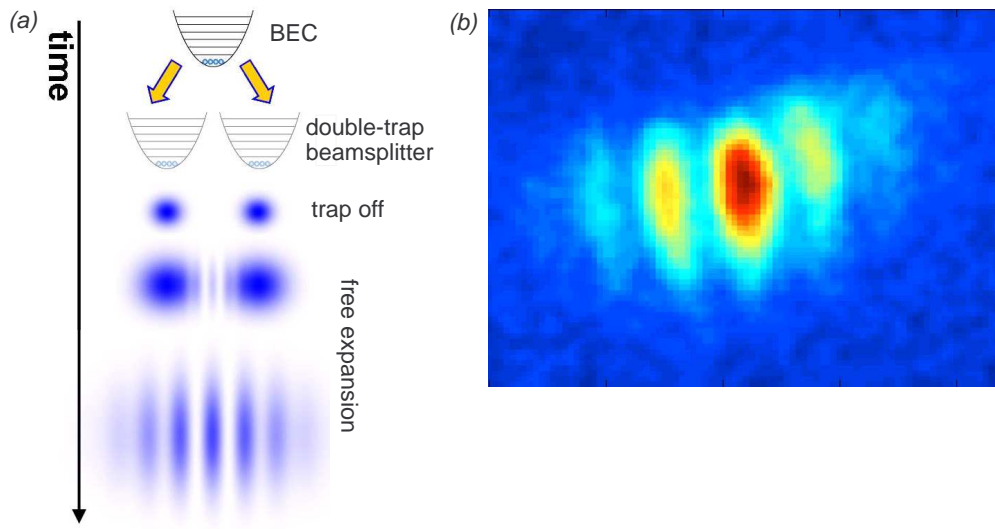 (a)
time
BEC
double-trap
beamsplitter
trap off
free expansion
(b)